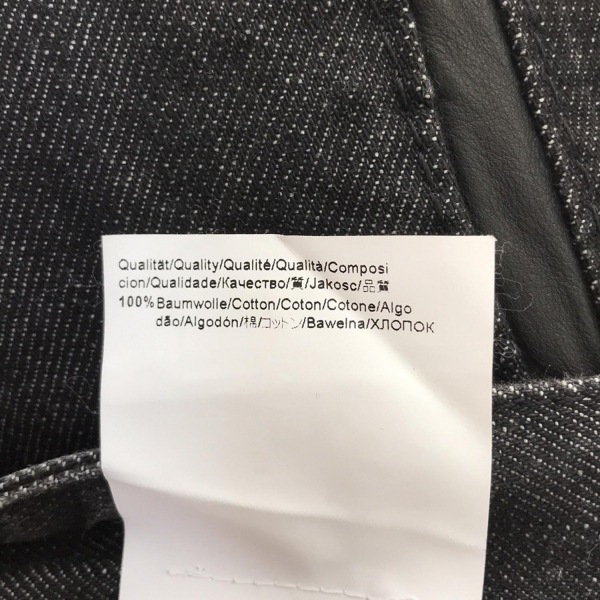 Qualität/Quality/Qualité/Qualità/Composi
cion/Qualidade/Качество/質/Jakosc/品質
100% Baumwolle/Cotton/Coton/Cotone/Algo
dão/Algodón/棉/コットン/Bawelna/ХЛОПОК